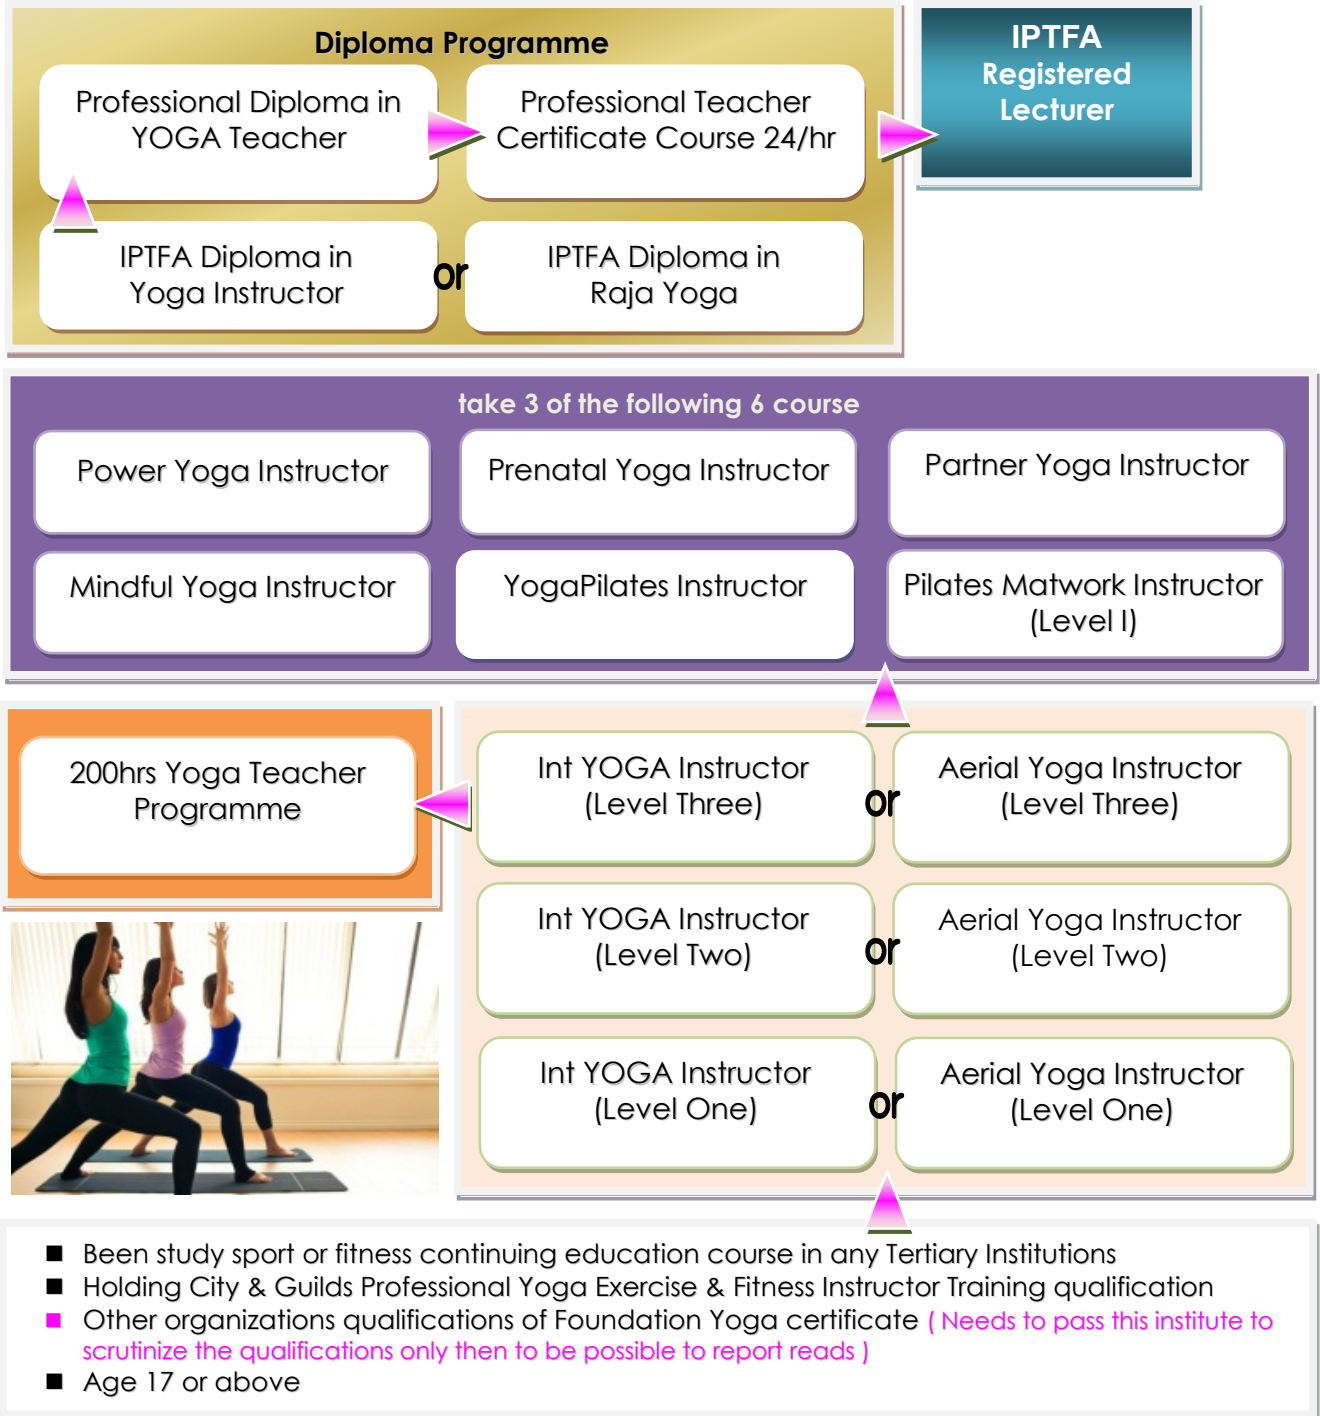 Diploma Programme
Professional Diploma in
YOGA Teacher
Professional Teacher
Certificate Course 24/hr
IPTFA
Registered
Lecturer
IPTFA Diploma in
Yoga Instructor
or
IPTFA Diploma in
Raja Yoga
take 3 of the following 6 course
Power Yoga Instructor
Prenatal Yoga Instructor
Partner Yoga Instructor
Mindful Yoga Instructor
YogaPilates Instructor
Pilates Matwork Instructor
(Level I)
200hrs Yoga Teacher
Programme
Int YOGA Instructor
(Level Three)
or
Aerial Yoga Instructor
(Level Three)
Int YOGA Instructor
(Level Two)
or
Aerial Yoga Instructor
(Level Two)
Int YOGA Instructor
(Level One)
or
Aerial Yoga Instructor
(Level One)
Been study sport or fitness continuing education course in any Tertiary Institutions
Holding City & Guilds Professional Yoga Exercise & Fitness Instructor Training qualification
Other organizations qualifications of Foundation Yoga certificate ( Needs to pass this institute to
scrutinize the qualifications only then to be possible to report reads )
Age 17 or above